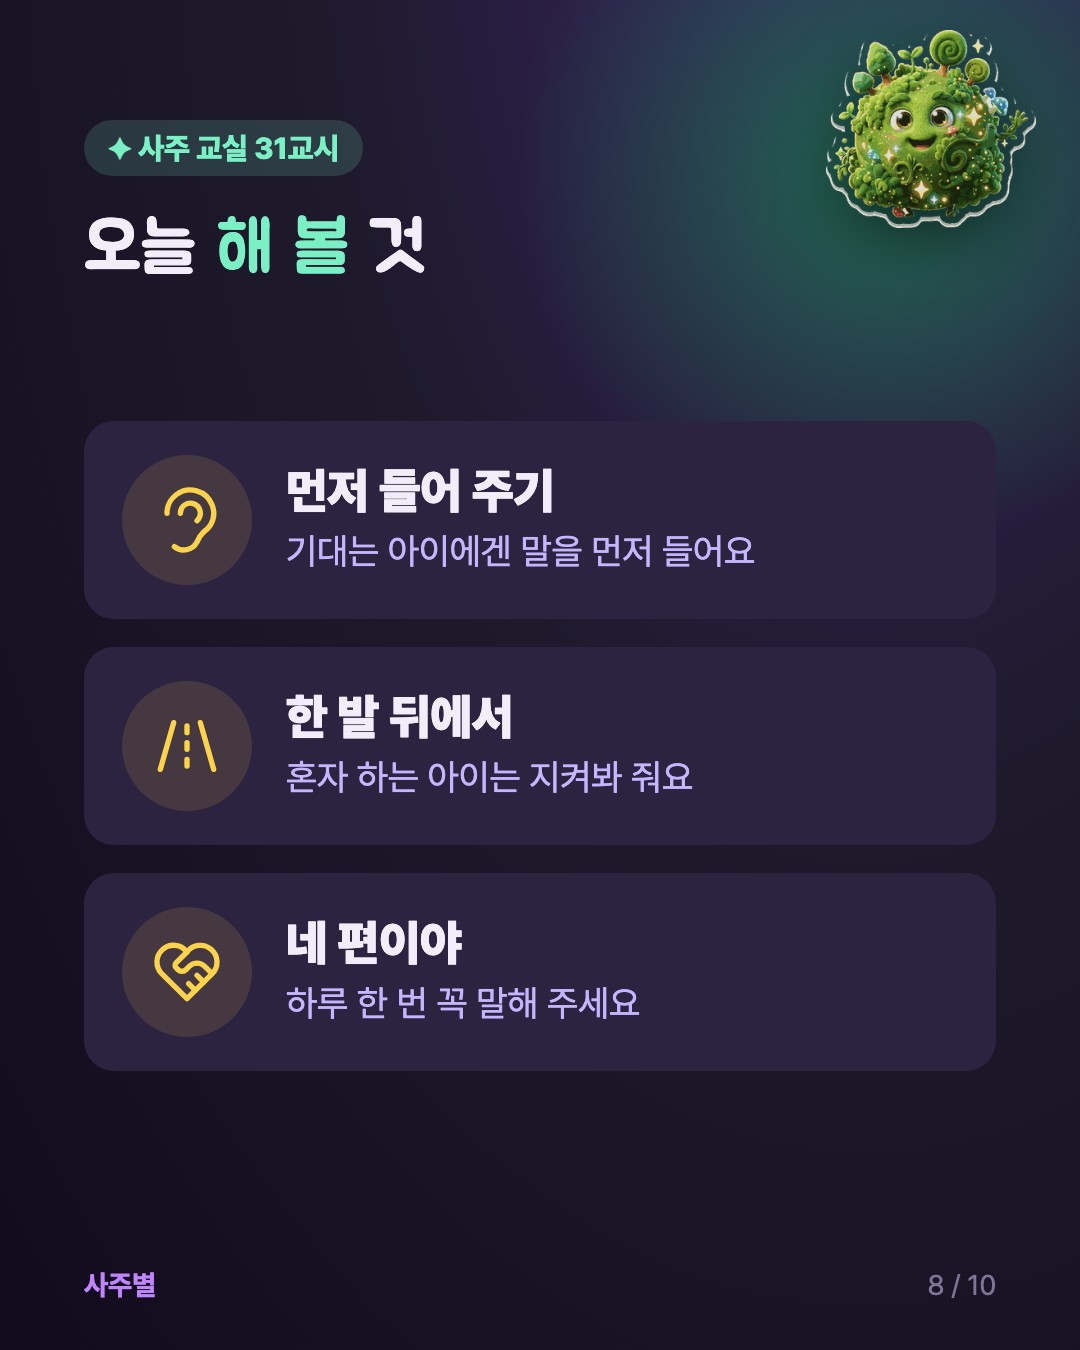 ✦ 사주 교실 31교시
오늘 해 볼 것
먼저 들어 주기
기대는 아이에겐 말을 먼저 들어요
한 발 뒤에서
혼자 하는 아이는 지켜봐 줘요
네 편이야
하루 한 번 꼭 말해 주세요
사주별
8 / 10